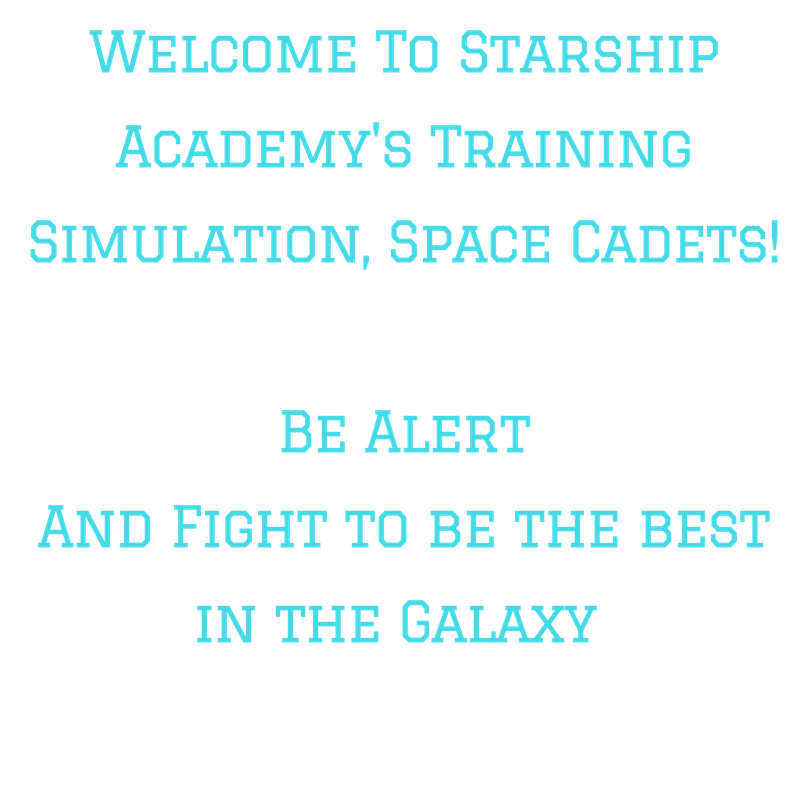 Welcome To Starship
Academy's Training
Simulation, Space Cadets!
Be Alert
And Fight to be the best
in the Galaxy